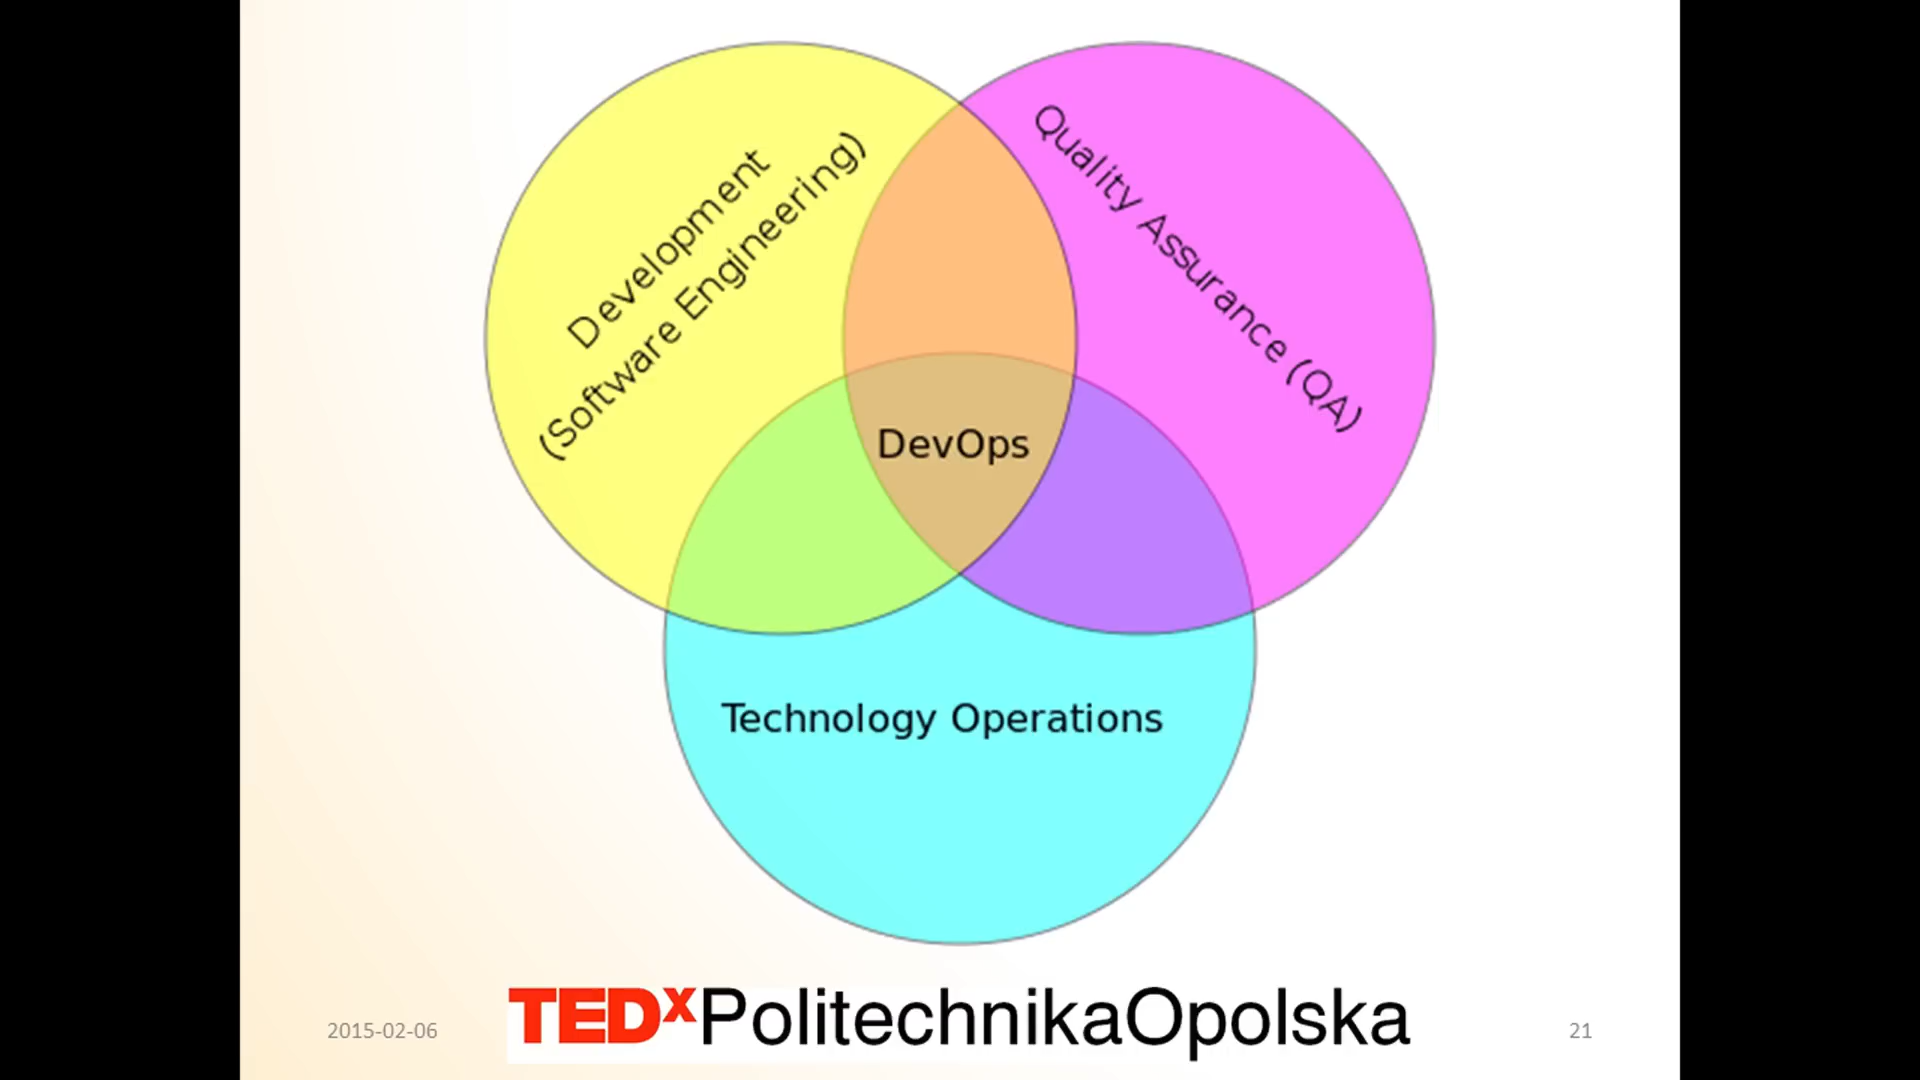 Development
(Software Engineering)
Quality Assurance (QA)
DevOps
Technology Operations
2015-02-06
TEDxPolitechnikaOpolska
21